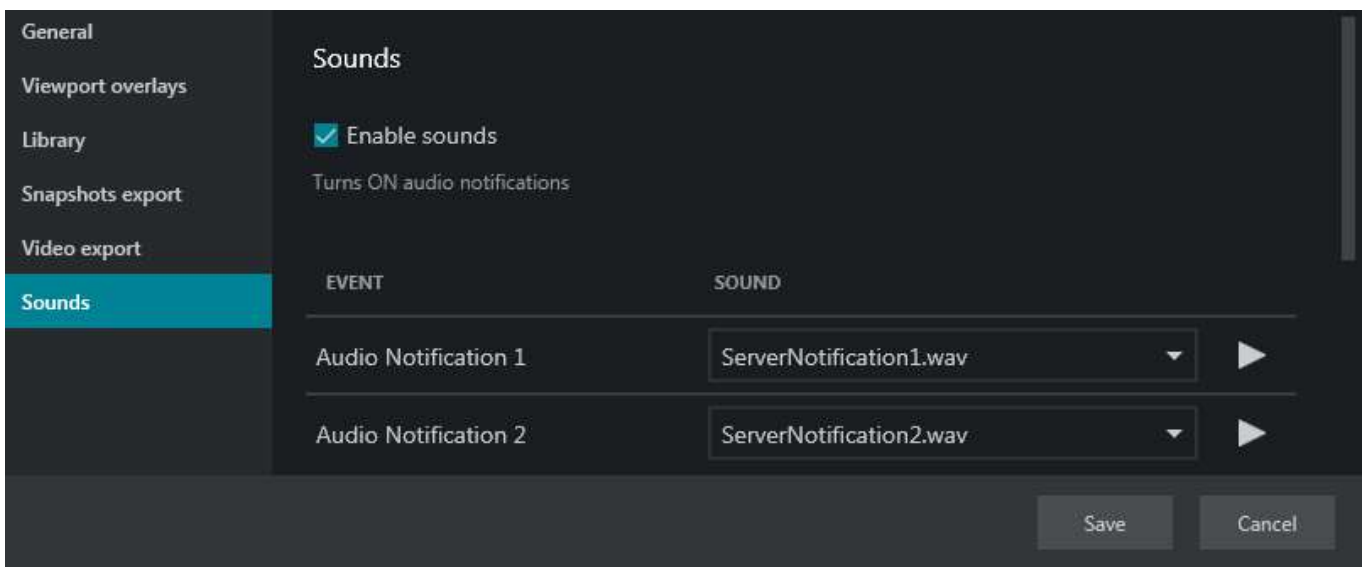 General
Viewport overlays
Library
Snapshots export
Video export
Sounds
Sounds
Enable sounds
Turns ON audio notifications
EVENT SOUND
Audio Notification 1 ServerNotification1.wav
Audio Notification 2 ServerNotification2.wav
Save Cancel